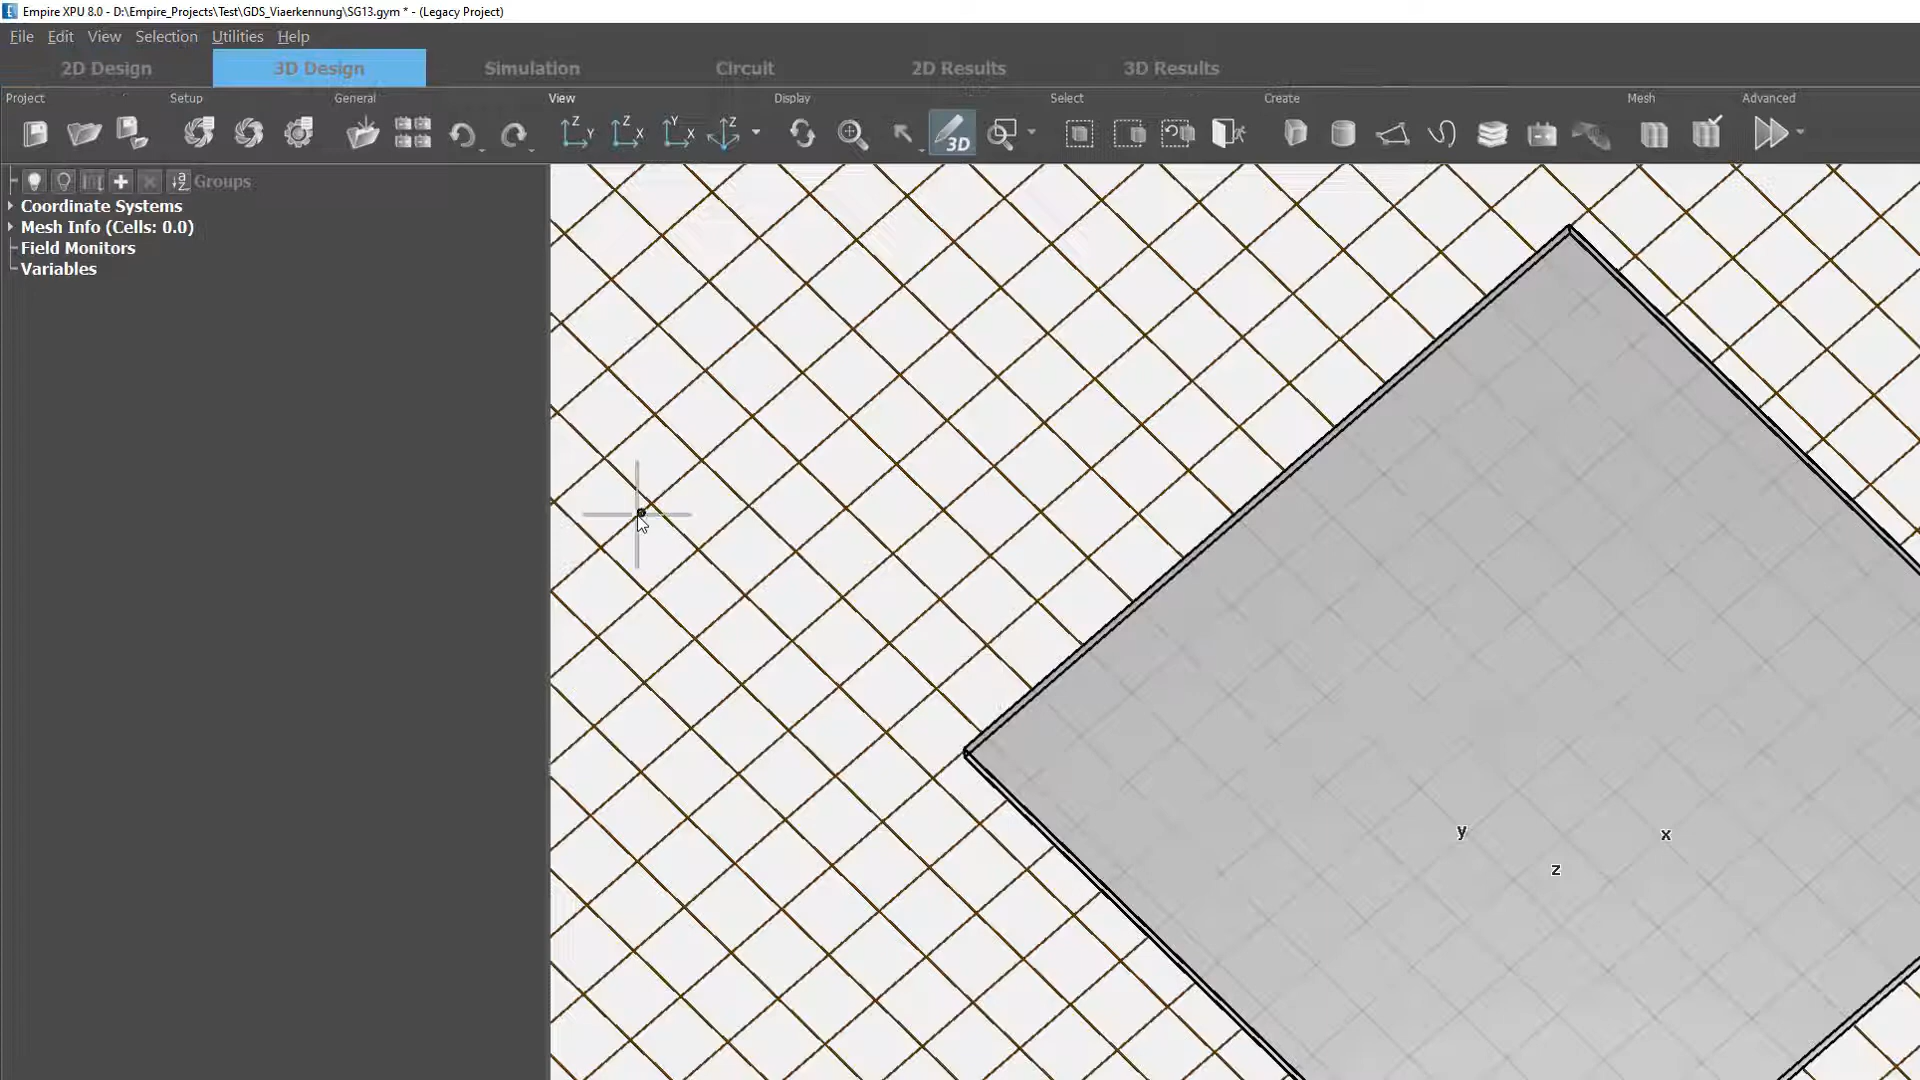 Empire XPU 8.0 - D:\Empire_Projects\Test\GDS_Viaerkennung\SG13.gym * - (Legacy Project)
File Edit View Selection Utilities Help
2D Design 3D Design Simulation Circuit 2D Results 3D Results
Project Setup General View Display Select Create Mesh Advanced
Z Y Z X Y X Z 3D
a z Groups
Coordinate Systems
Mesh Info (Cells: 0.0)
Field Monitors
Variables
y x
z